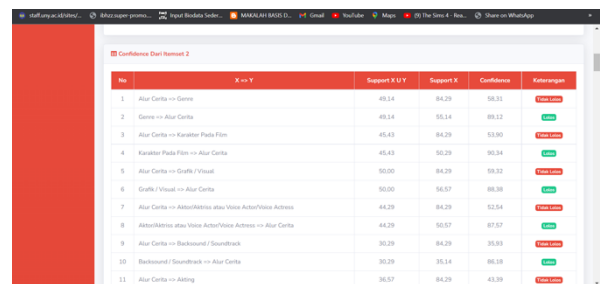 staff.uny.ac.id/sites/... ibhzz.super-promo... Input Biodata Seder... MAKALAH BASIS D... Gmail YouTube Maps (9) The Sims 4 - Rea... Share on WhatsApp
Confidence Dari Itemset 2
No X => Y Support X U Y Support X Confidence Keterangan
1 Alur Cerita => Genre 49,14 84,29 58,31 Tidak Lolos
2 Genre => Alur Cerita 49,14 55,14 89,12 Lolos
3 Alur Cerita => Karakter Pada Film 45,43 84,29 53,90 Tidak Lolos
4 Karakter Pada Film => Alur Cerita 45,43 50,29 90,34 Lolos
5 Alur Cerita => Grafik / Visual 50,00 84,29 59,32 Tidak Lolos
6 Grafik / Visual => Alur Cerita 50,00 56,57 88,38 Lolos
7 Alur Cerita => Aktor/Aktriss atau Voice Actor/Voice Actress 44,29 84,29 52,54 Tidak Lolos
8 Aktor/Aktriss atau Voice Actor/Voice Actress => Alur Cerita 44,29 50,57 87,57 Lolos
9 Alur Cerita => Backsound / Soundtrack 30,29 84,29 35,93 Tidak Lolos
10 Backsound / Soundtrack => Alur Cerita 30,29 35,14 86,18 Lolos
11 Alur Cerita => Akting 36,57 84,29 43,39 Tidak Lolos